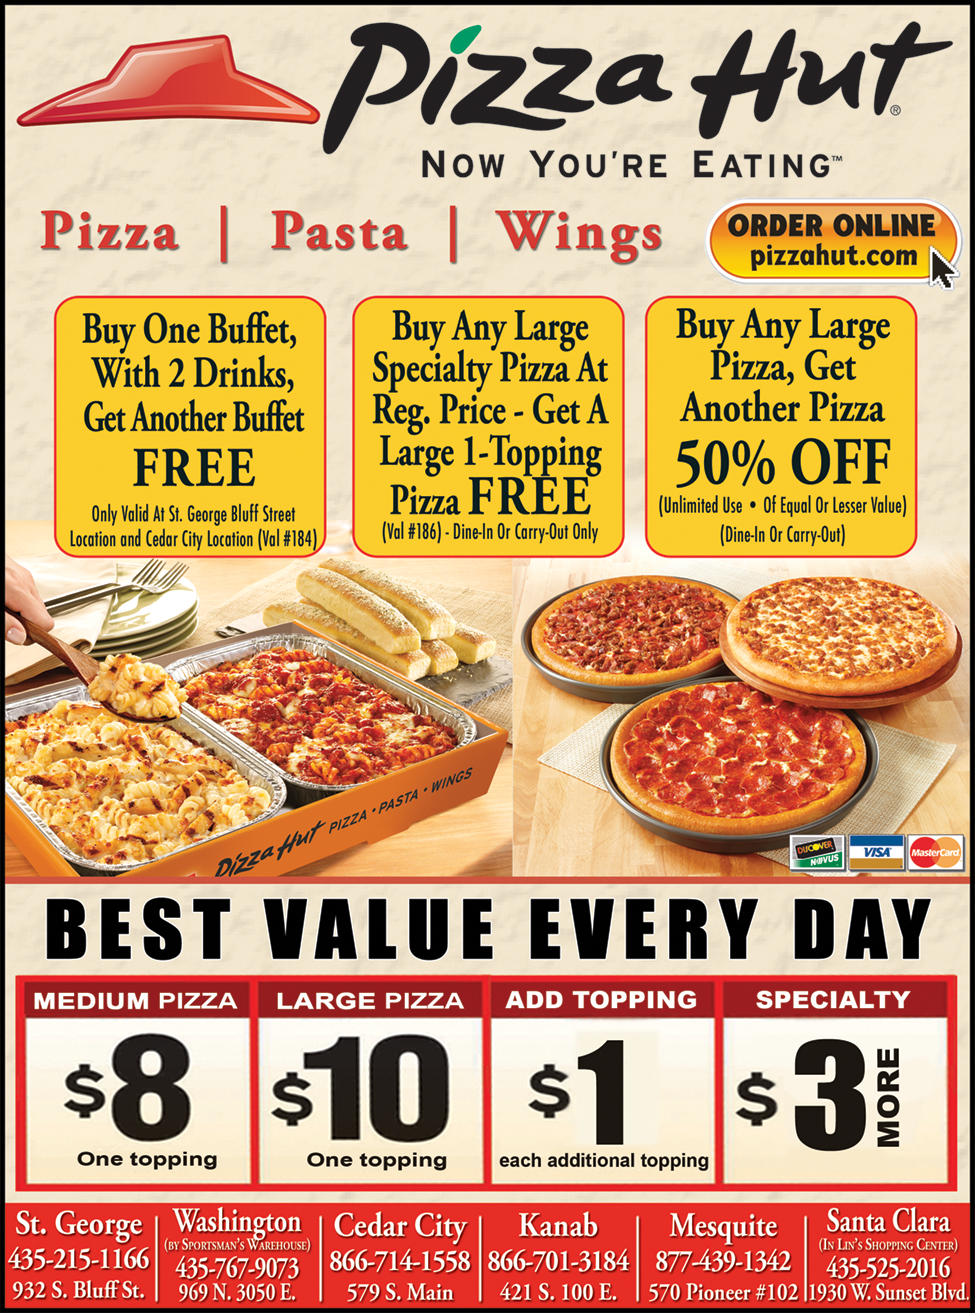 Pizza Hut®
NOW YOU'RE EATING™
Pizza | Pasta | Wings
ORDER ONLINE
pizzahut.com
Buy One Buffet,
With 2 Drinks,
Get Another Buffet
FREE
Only Valid At St. George Bluff Street
Location and Cedar City Location (Val #184)
Buy Any Large
Specialty Pizza At
Reg. Price - Get A
Large 1-Topping
Pizza FREE
(Val #186) - Dine-In Or Carry-Out Only
Buy Any Large
Pizza, Get
Another Pizza
50% OFF
(Unlimited Use • Of Equal Or Lesser Value)
(Dine-In Or Carry-Out)
Pizza Hut PIZZA • PASTA • WINGS
DISCOVER
NOVUS
VISA
MasterCard
BEST VALUE EVERY DAY
MEDIUM PIZZA
$8
One topping
LARGE PIZZA
$10
One topping
ADD TOPPING
$1
each additional topping
SPECIALTY
$3 MORE
St. George
435-215-1166
932 S. Bluff St.
Washington
(BY SPORTSMAN'S WAREHOUSE)
435-767-9073
969 N. 3050 E.
Cedar City
866-714-1558
579 S. Main
Kanab
866-701-3184
421 S. 100 E.
Mesquite
877-439-1342
570 Pioneer #102
Santa Clara
(IN LIN'S SHOPPING CENTER)
435-525-2016
1930 W. Sunset Blvd.